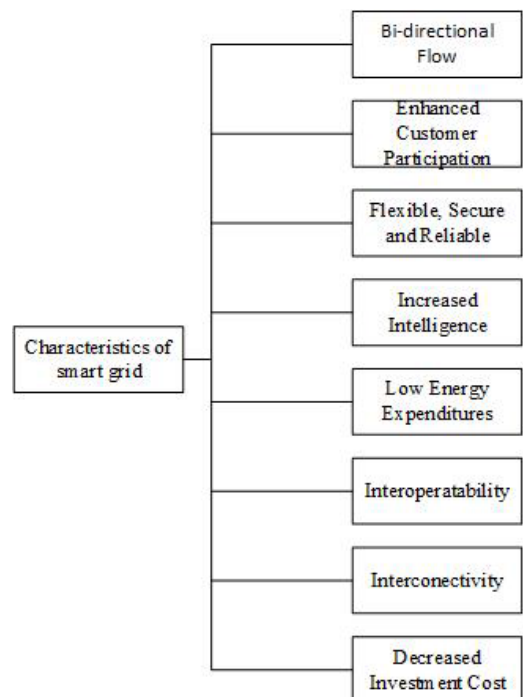 Bi-directional
Flow
Enhanced
Customer
Participation
Flexible, Secure
and Reliable
Increased
Intelligence
Characteristics of
smart grid
Low Energy
Expenditures
Interoperatability
Interconectivity
Decreased
Investment Cost